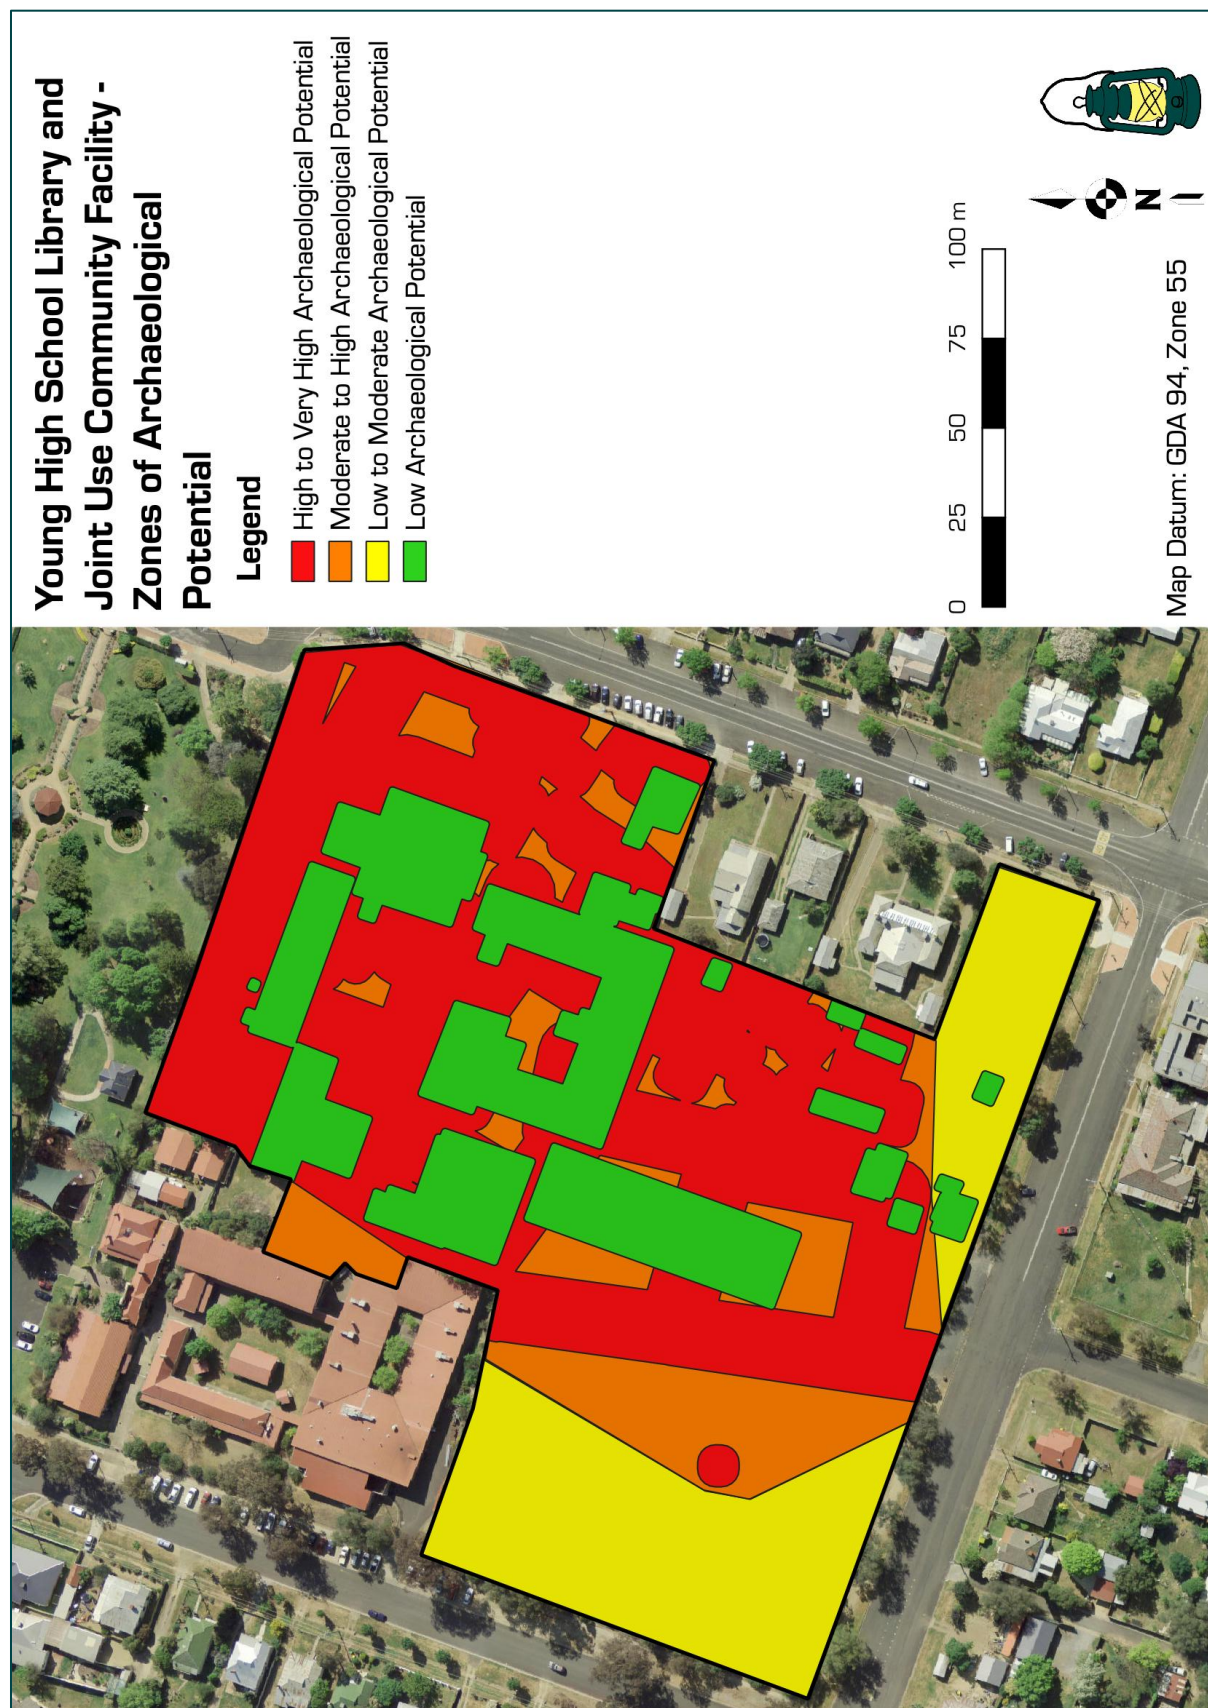 Young High School Library and
Joint Use Community Facility -
Zones of Archaeological
Potential
Legend
High to Very High Archaeological Potential
Moderate to High Archaeological Potential
Low to Moderate Archaeological Potential
Low Archaeological Potential
0 25 50 75 100 m
N
Map Datum: GDA 94, Zone 55